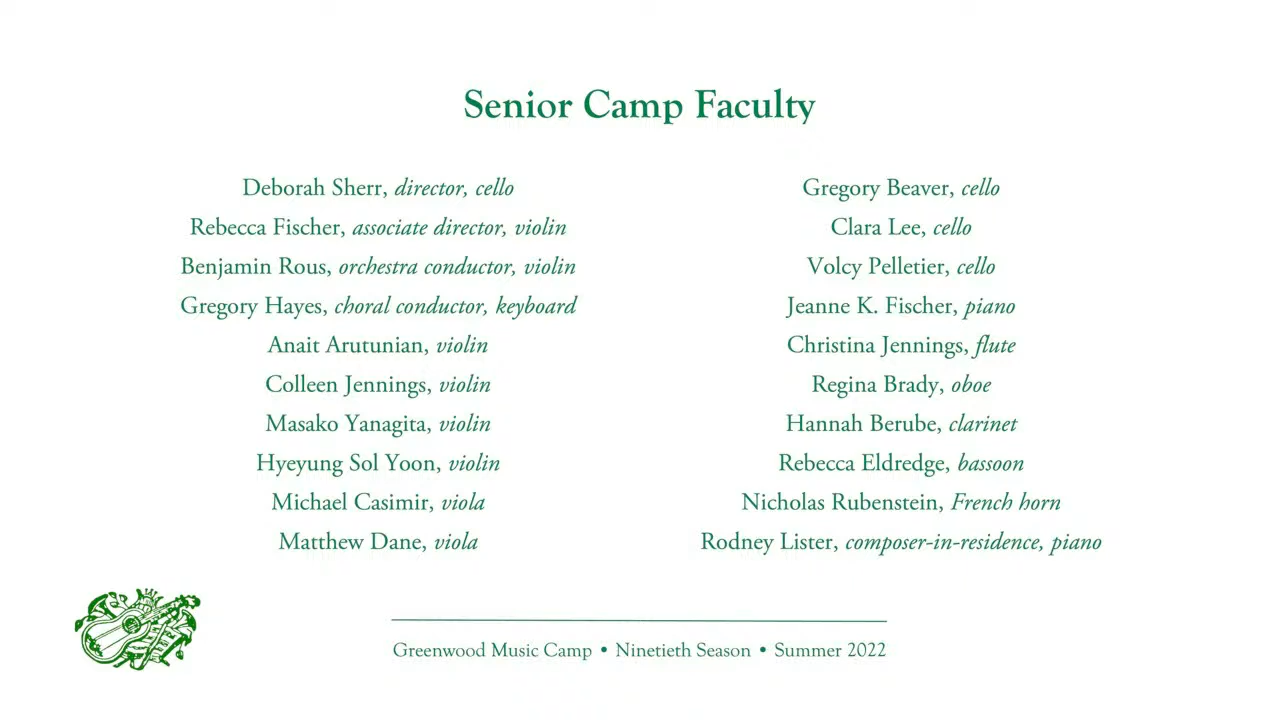 Senior Camp Faculty
Deborah Sherr, director, cello
Rebecca Fischer, associate director, violin
Benjamin Rous, orchestra conductor, violin
Gregory Hayes, choral conductor, keyboard
Anait Arutunian, violin
Colleen Jennings, violin
Masako Yanagita, violin
Hyeyung Sol Yoon, violin
Michael Casimir, viola
Matthew Dane, viola
Gregory Beaver, cello
Clara Lee, cello
Volcy Pelletier, cello
Jeanne K. Fischer, piano
Christina Jennings, flute
Regina Brady, oboe
Hannah Berube, clarinet
Rebecca Eldredge, bassoon
Nicholas Rubenstein, French horn
Rodney Lister, composer-in-residence, piano
Greenwood Music Camp • Ninetieth Season • Summer 2022